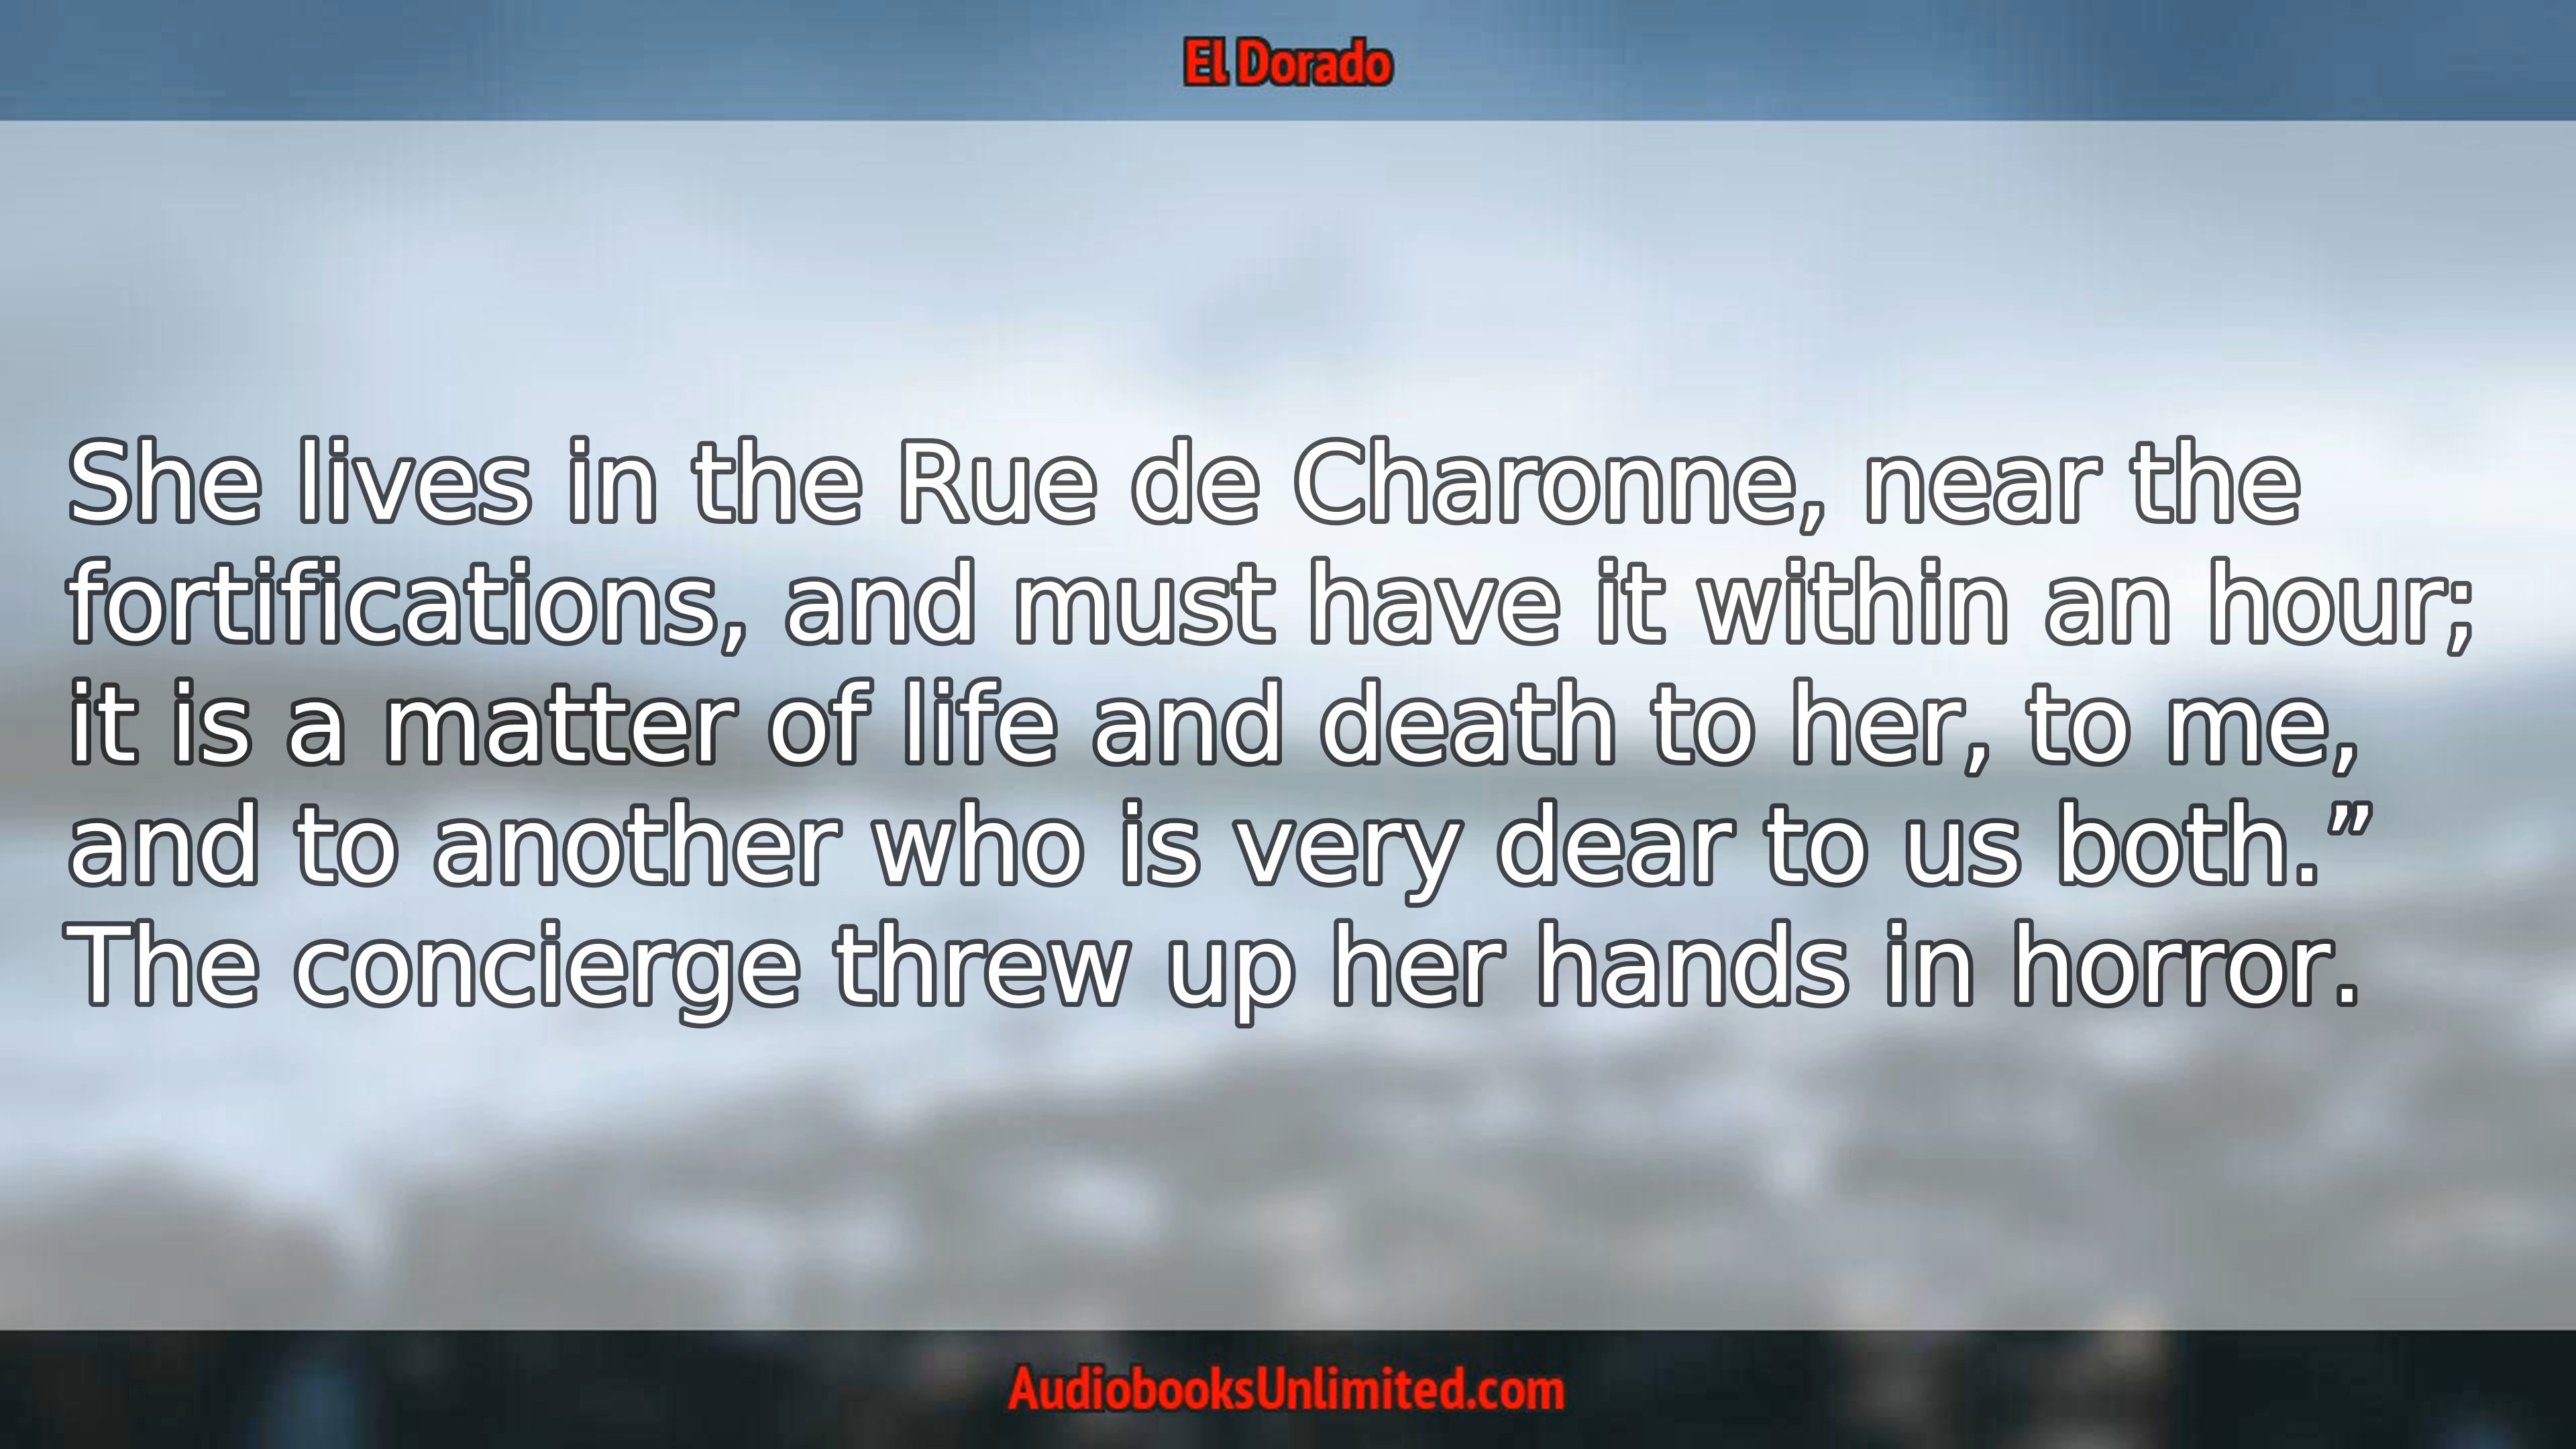 El Dorado
She lives in the Rue de Charonne, near the
fortifications, and must have it within an hour;
it is a matter of life and death to her, to me,
and to another who is very dear to us both.”
The concierge threw up her hands in horror.
AudiobooksUnlimited.com